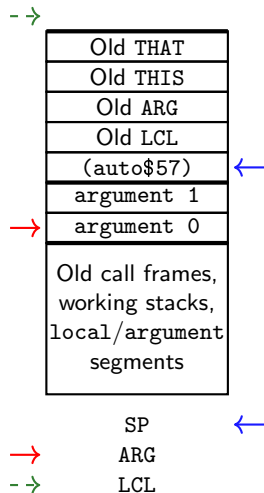 Old THAT
Old THIS
Old ARG
Old LCL
(auto$57)
argument 1
argument 0
Old call frames,
working stacks,
local/argument
segments
SP
ARG
LCL